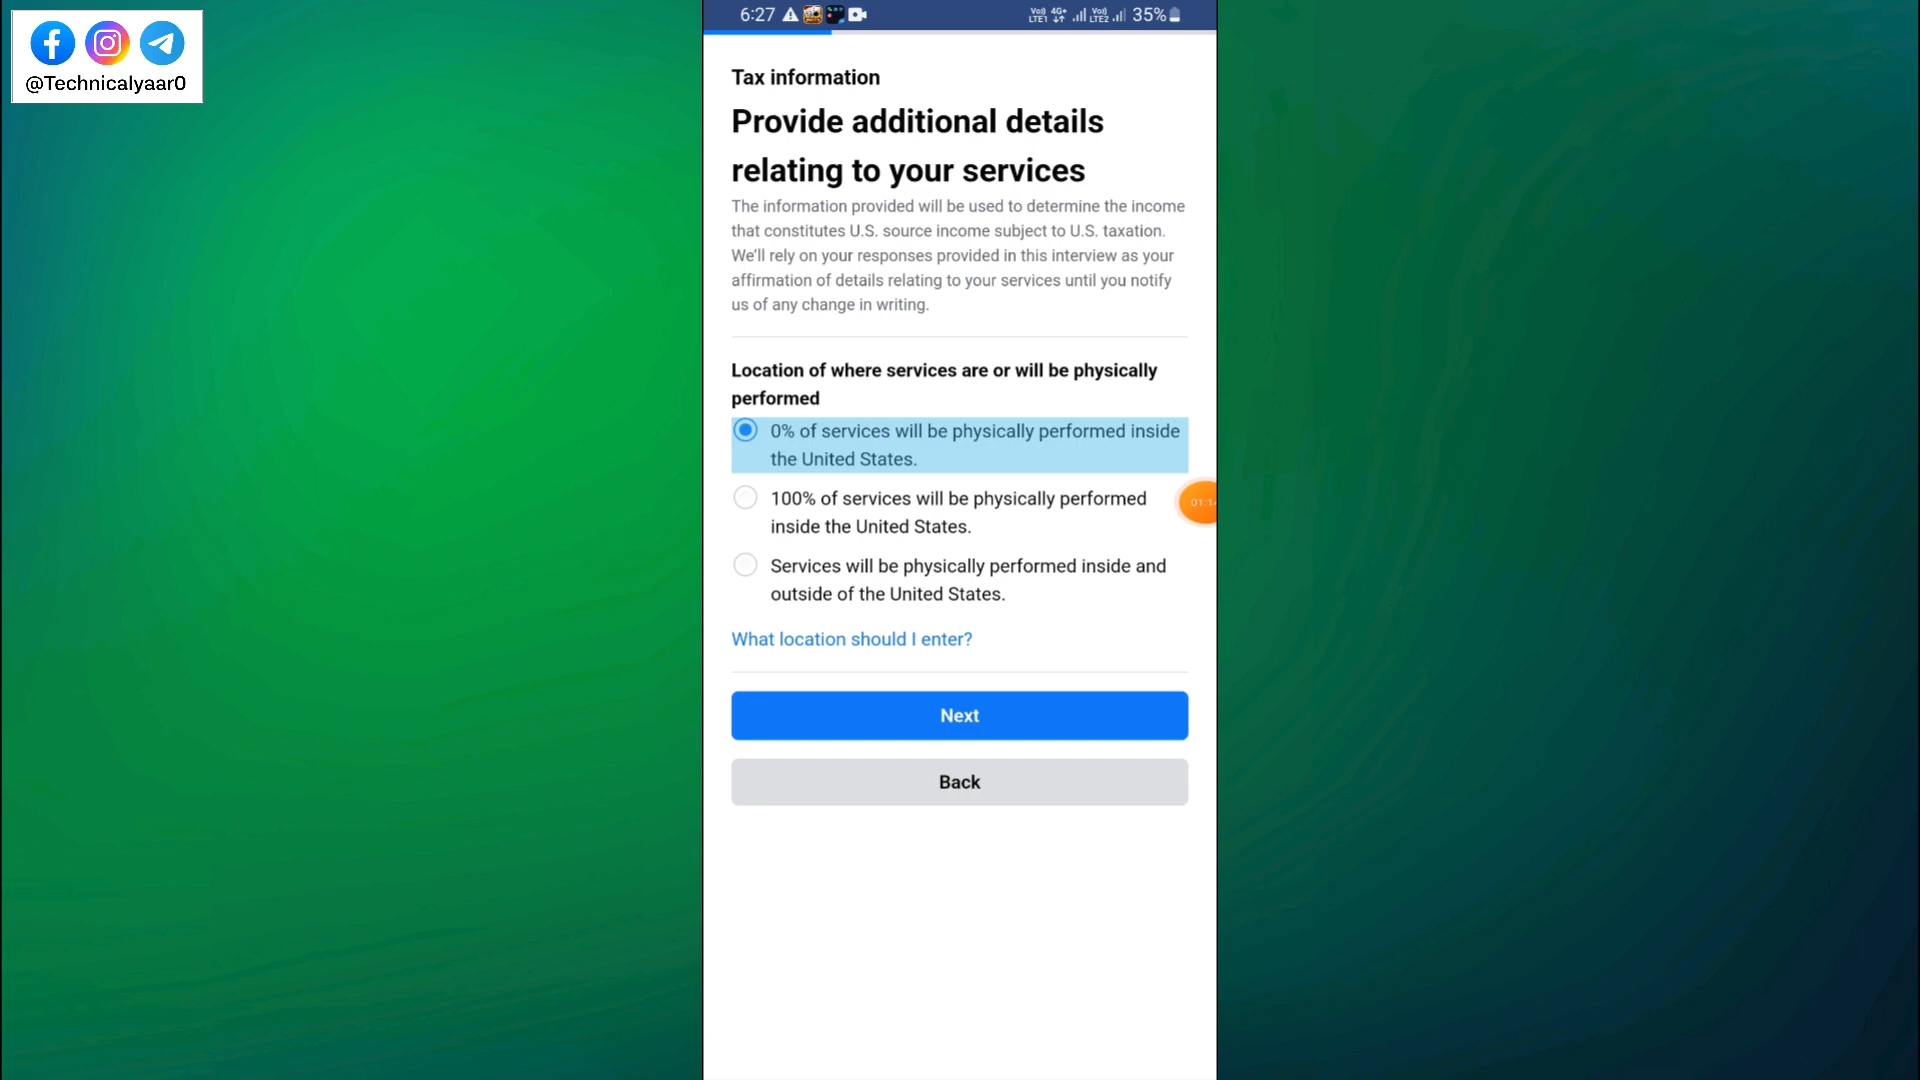 @Technicalyaar0
6:27
Vo)) LTE1 4G+ Vo)) LTE2 35%
Tax information
Provide additional details
relating to your services
The information provided will be used to determine the income
that constitutes U.S. source income subject to U.S. taxation.
We'll rely on your responses provided in this interview as your
affirmation of details relating to your services until you notify
us of any change in writing.
Location of where services are or will be physically
performed
0% of services will be physically performed inside
the United States.
100% of services will be physically performed
inside the United States.
Services will be physically performed inside and
outside of the United States.
What location should I enter?
Next
Back